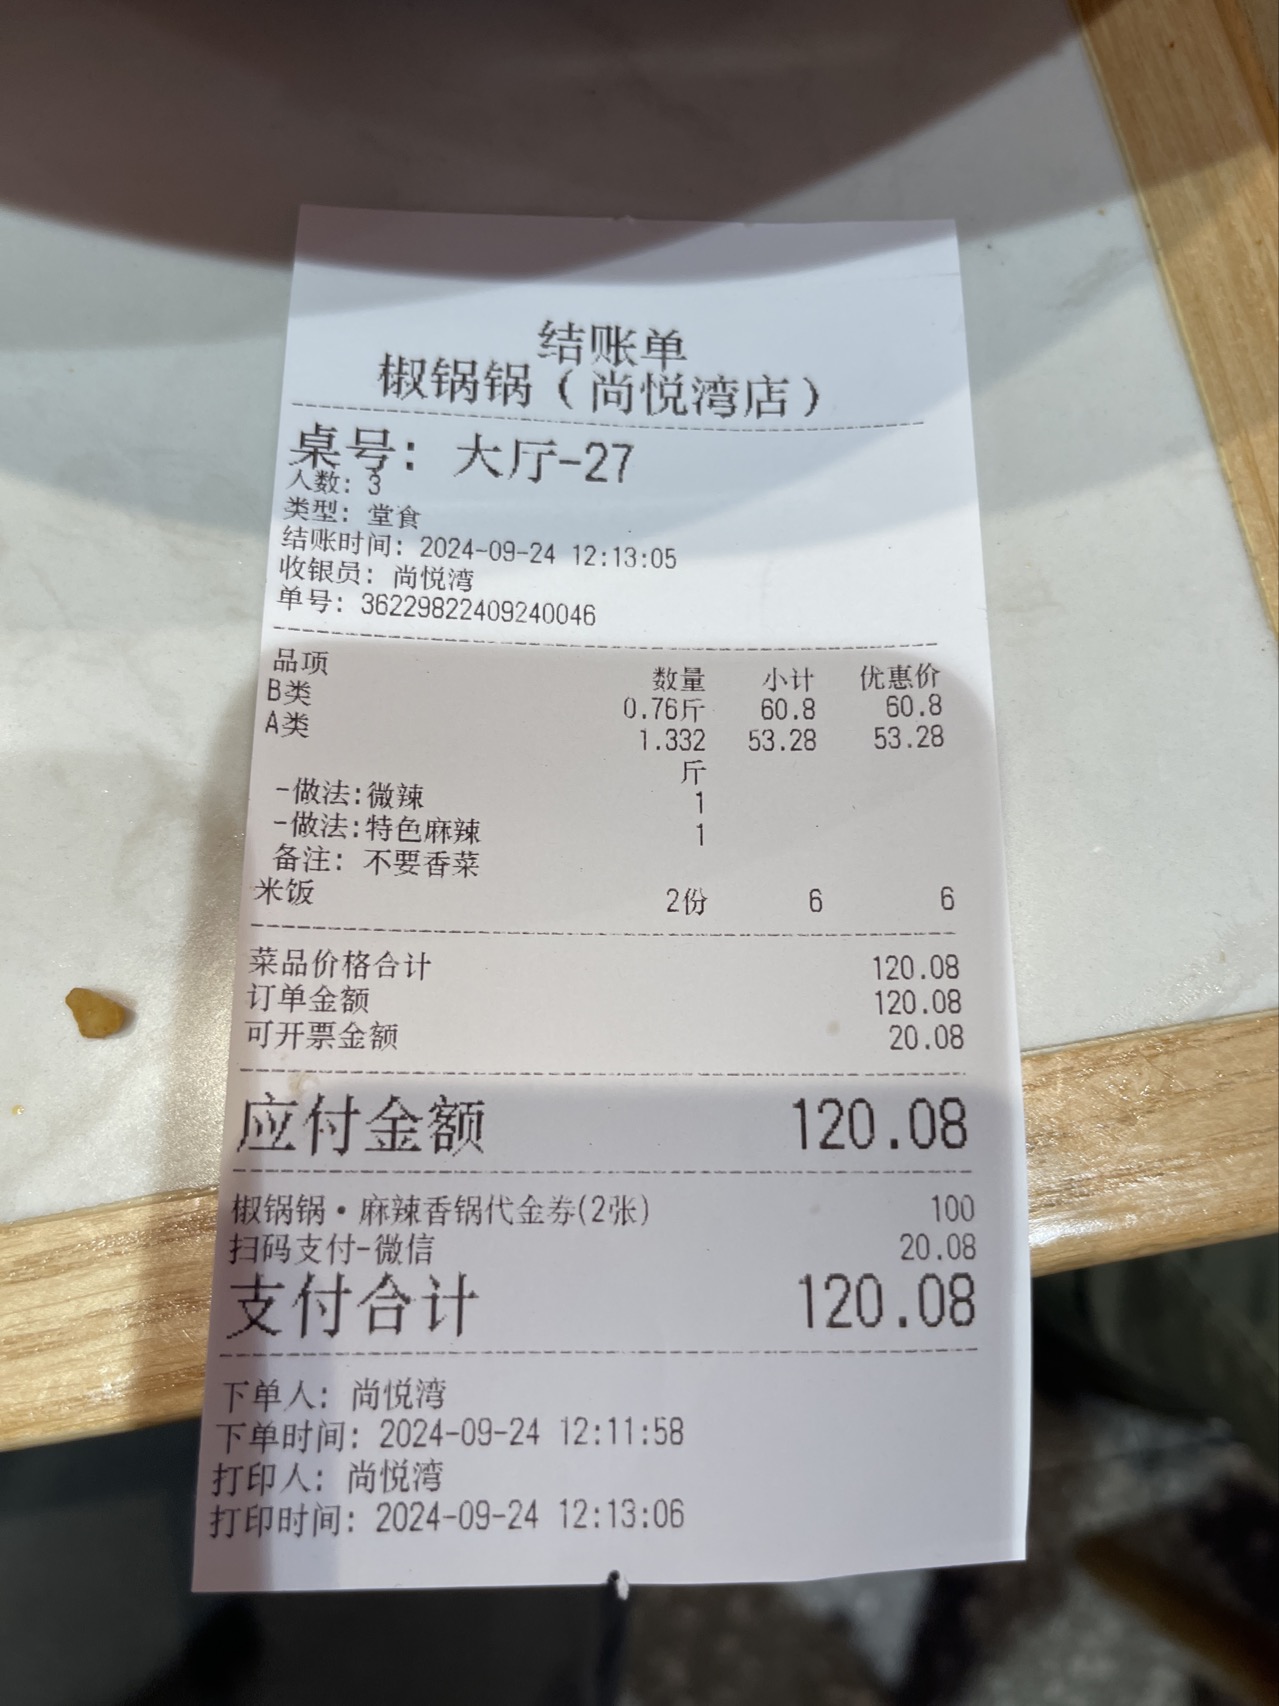 结账单
椒锅锅（尚悦湾店）
桌号：大厅-27
人数：3
类型：堂食
结账时间：2024-09-24 12:13:05
收银员：尚悦湾
单号：36229822409240046
品项 数量 小计 优惠价
B类 0.76斤 60.8 60.8
A类 1.332 53.28 53.28
斤
-做法:微辣 1
-做法:特色麻辣 1
备注：不要香菜
米饭 2份 6 6
菜品价格合计 120.08
订单金额 120.08
可开票金额 20.08
应付金额 120.08
椒锅锅·麻辣香锅代金券(2张) 100
扫码支付-微信 20.08
支付合计 120.08
下单人：尚悦湾
下单时间：2024-09-24 12:11:58
打印人：尚悦湾
打印时间：2024-09-24 12:13:06